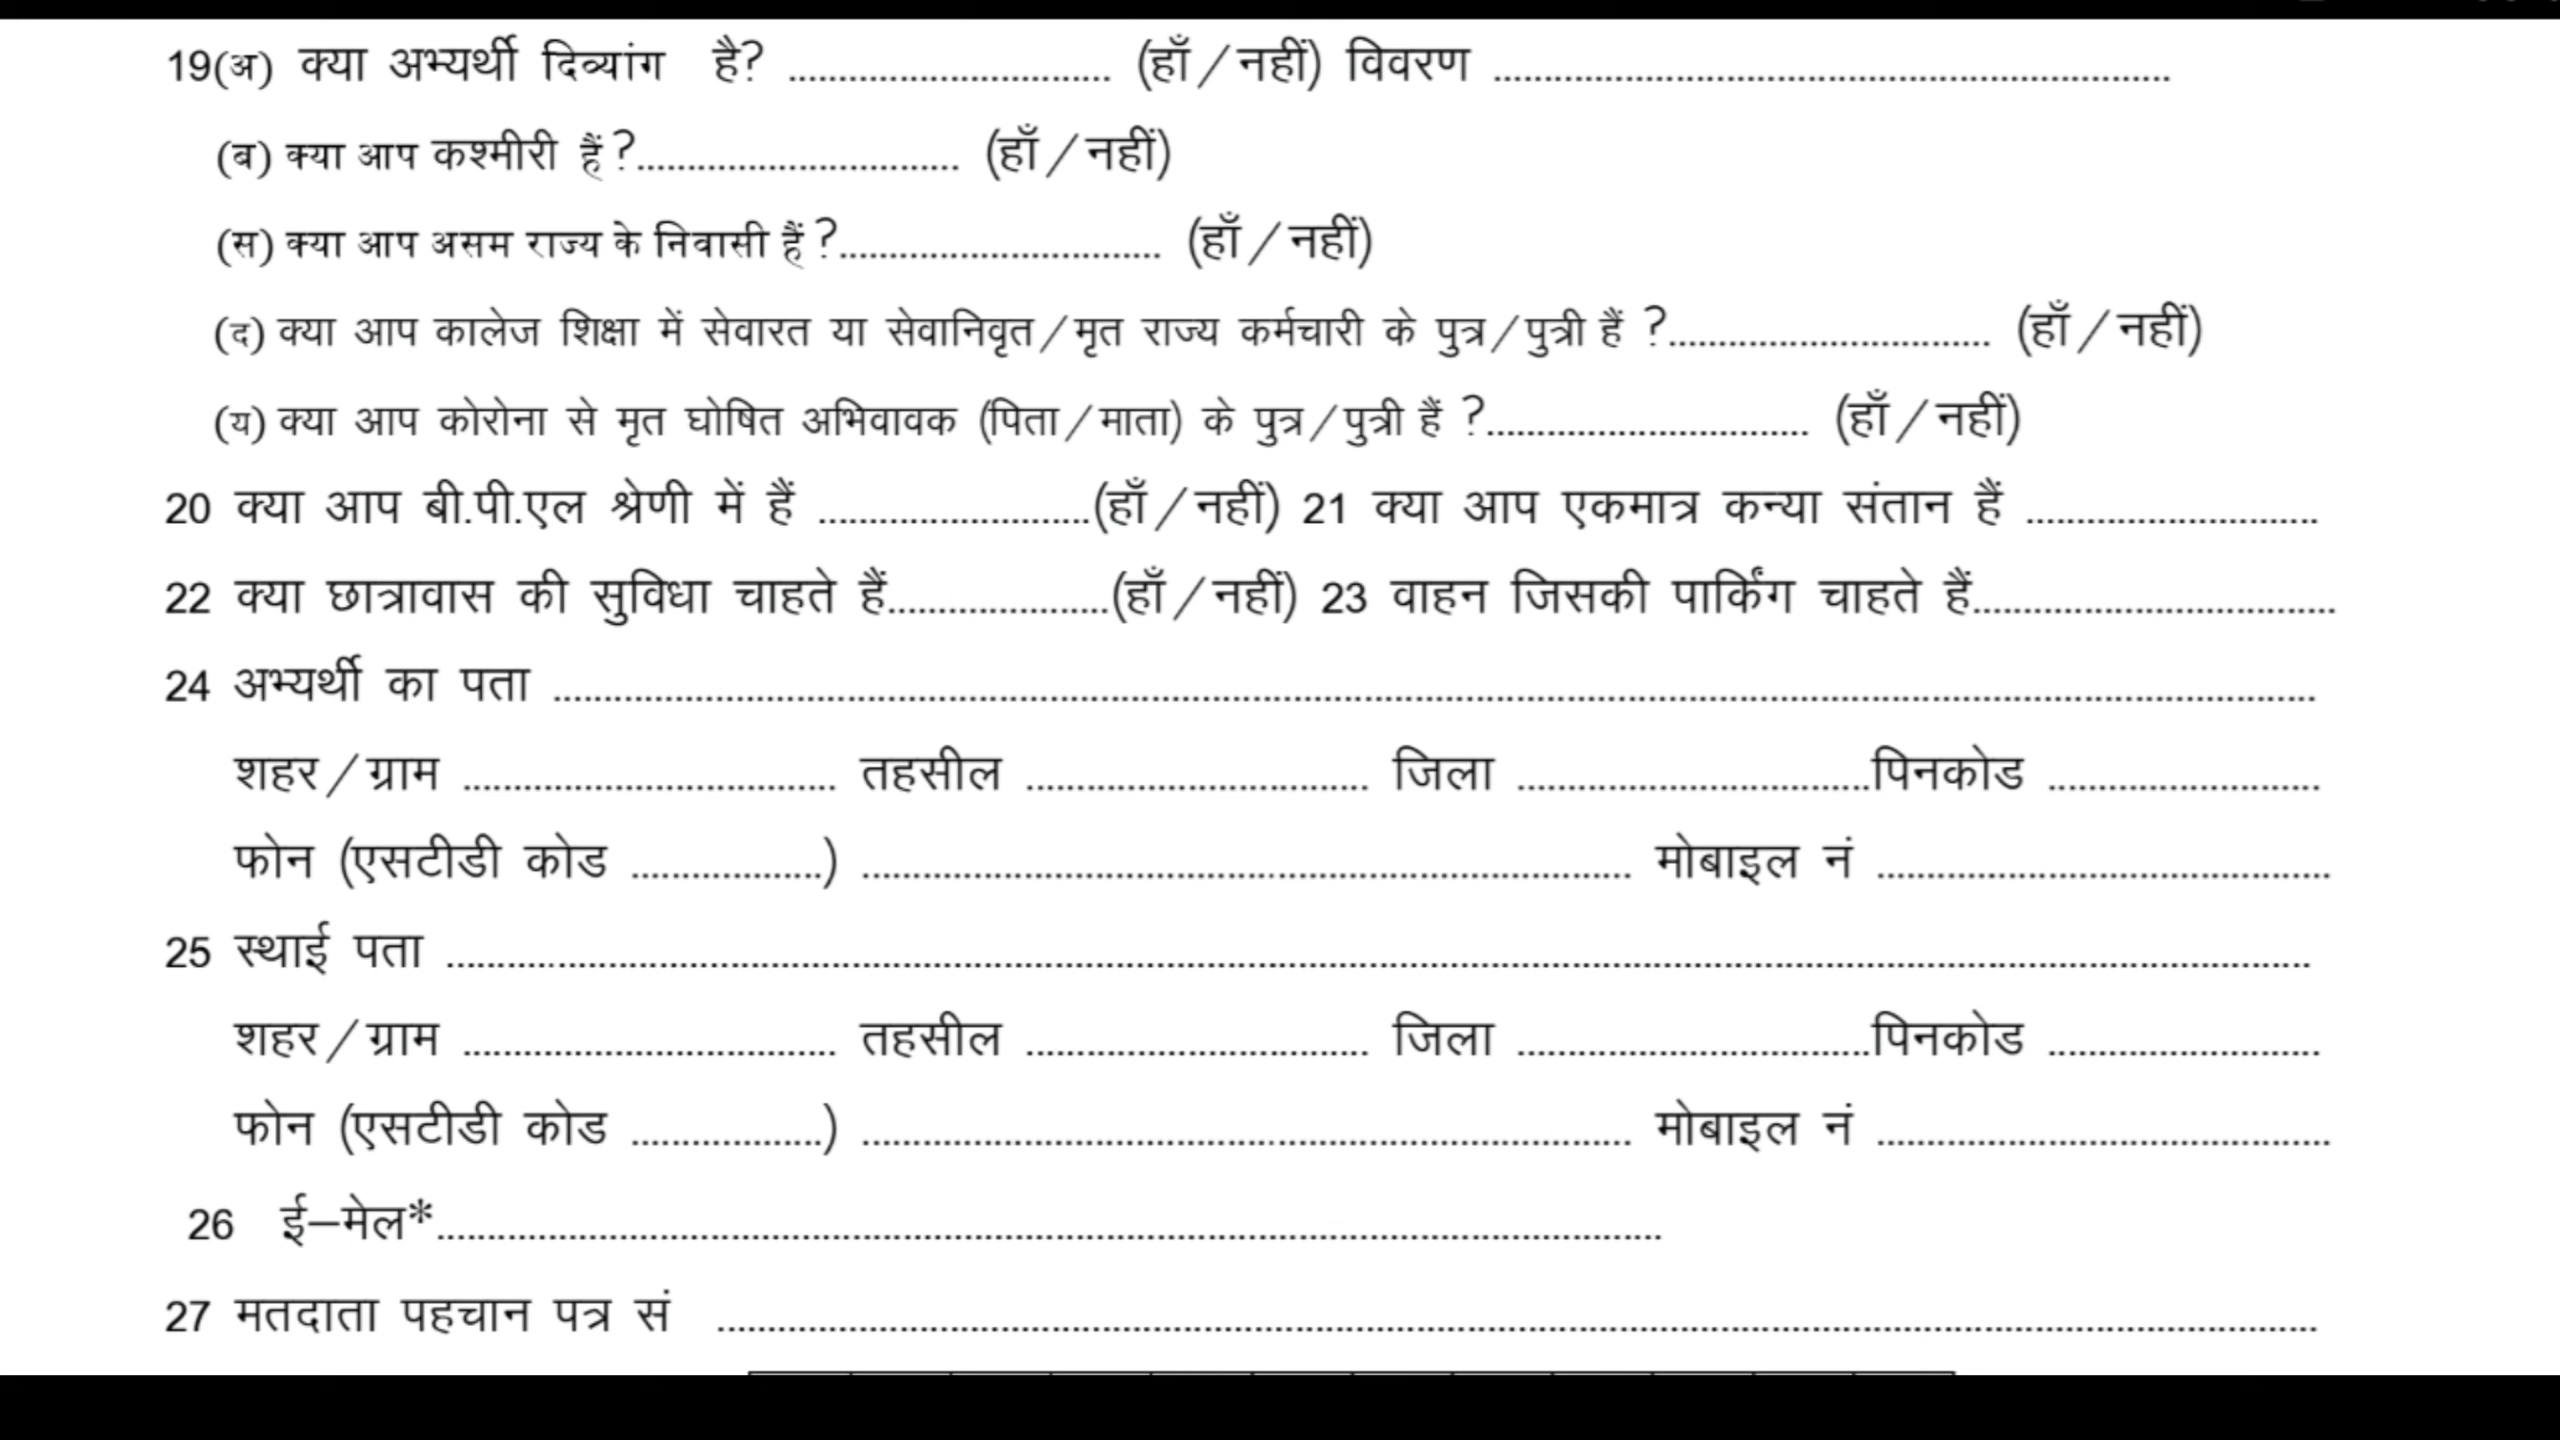 19(अ) क्या अभ्यर्थी दिव्यांग है? ................................ (हाँ/नहीं) विवरण ...................................................................
(ब) क्या आप कश्मीरी हैं?................................ (हाँ/नहीं)
(स) क्या आप असम राज्य के निवासी हैं?................................ (हाँ/नहीं)
(द) क्या आप कालेज शिक्षा में सेवारत या सेवानिवृत/मृत राज्य कर्मचारी के पुत्र/पुत्री हैं ?................................ (हाँ/नहीं)
(य) क्या आप कोरोना से मृत घोषित अभिवावक (पिता/माता) के पुत्र/पुत्री हैं ?................................ (हाँ/नहीं)
20 क्या आप बी.पी.एल श्रेणी में हैं ...........................(हाँ/नहीं) 21 क्या आप एकमात्र कन्या संतान हैं .............................
22 क्या छात्रावास की सुविधा चाहते हैं......................(हाँ/नहीं) 23 वाहन जिसकी पार्किंग चाहते हैं....................................
24 अभ्यर्थी का पता ................................................................................................................................
शहर/ग्राम ..................................... तहसील .................................. जिला ...................................पिनकोड ...........................
फोन (एसटीडी कोड ...................) ............................................................................ मोबाइल नं .............................................
25 स्थाई पता ................................................................................................................................
शहर/ग्राम ..................................... तहसील .................................. जिला ...................................पिनकोड ...........................
फोन (एसटीडी कोड ...................) ............................................................................ मोबाइल नं .............................................
26 ई–मेल*.........................................................................................................................
27 मतदाता पहचान पत्र सं ................................................................................................................................